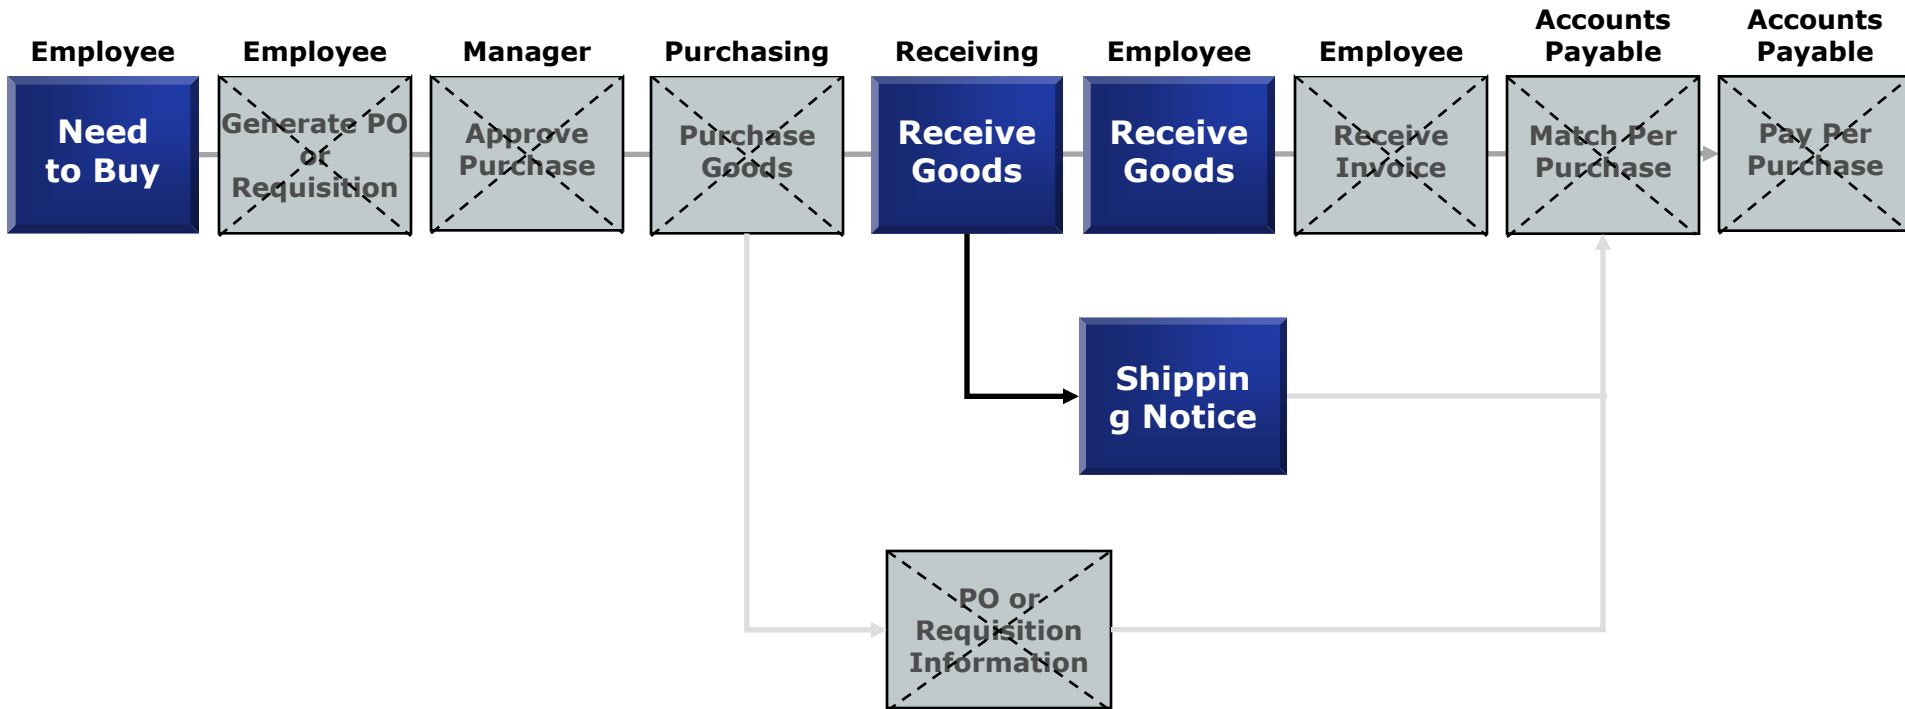 Employee
Employee
Manager
Purchasing
Receiving
Employee
Employee
Accounts
Payable
Accounts
Payable
Need
to Buy
Generate PO
or
Requisition
Approve
Purchase
Purchase
Goods
Receive
Goods
Receive
Goods
Receive
Invoice
Match Per
Purchase
Pay Per
Purchase
Shippin
g Notice
PO or
Requisition
Information